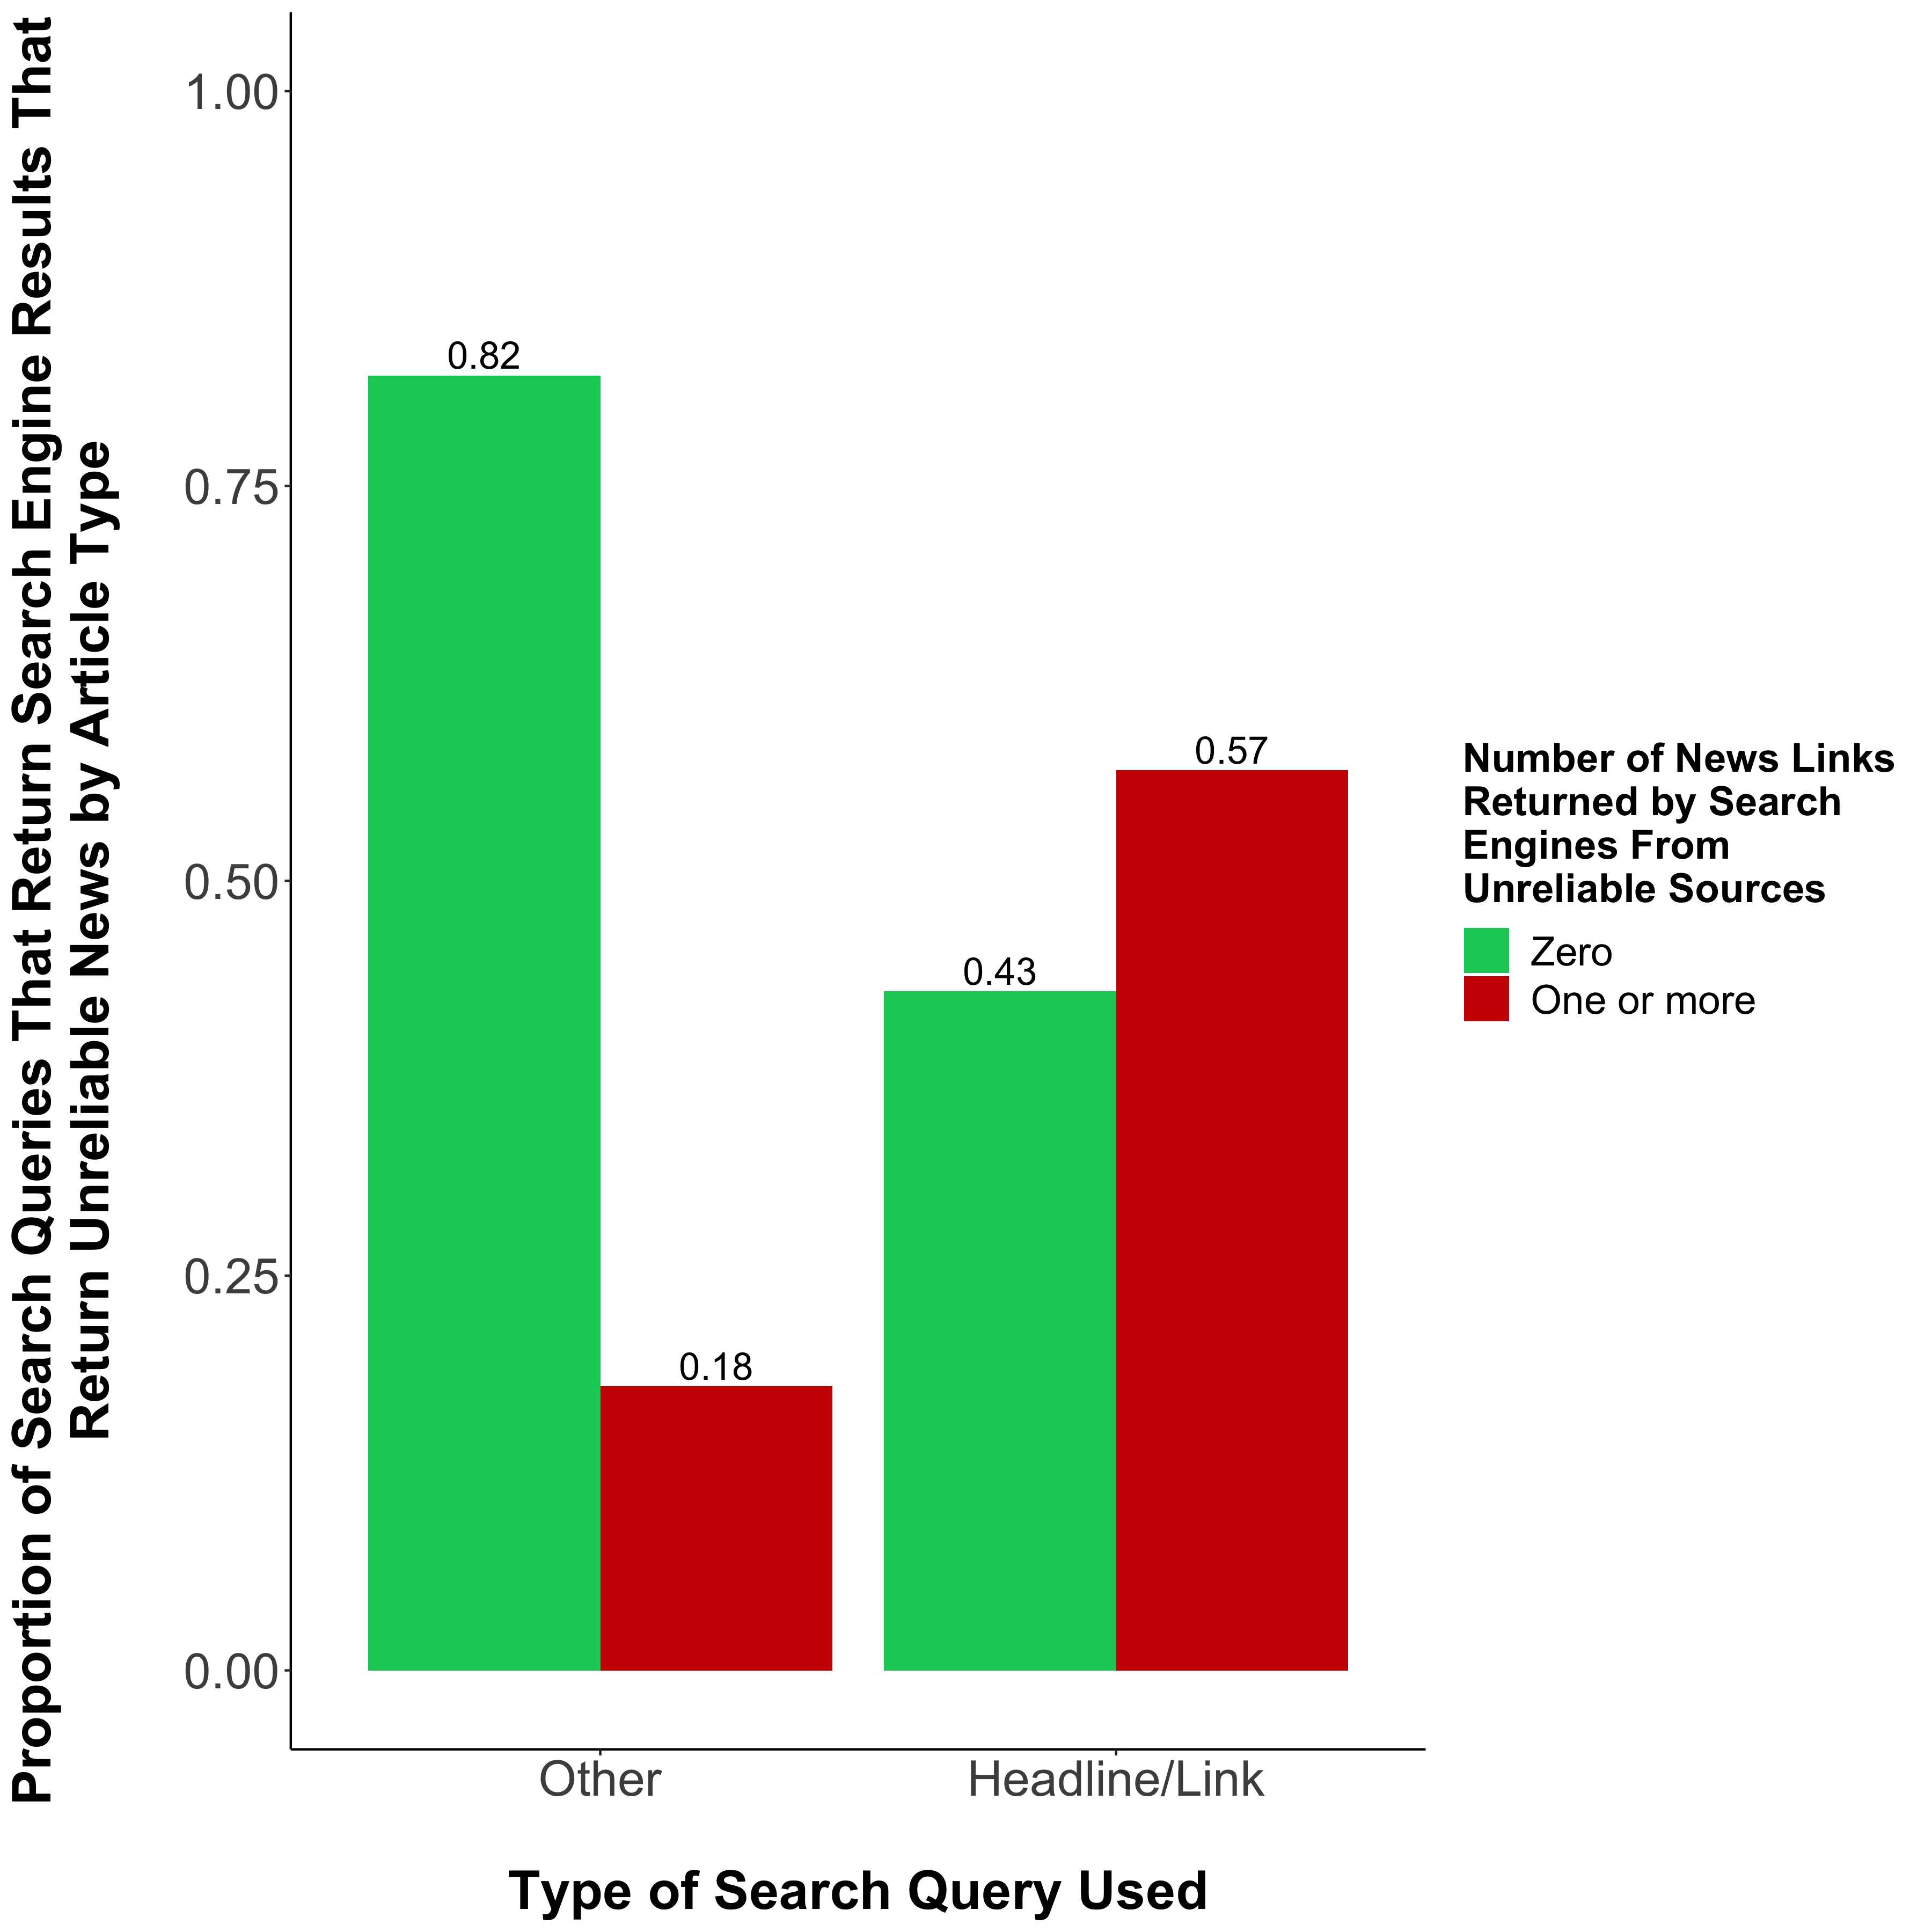 Proportion of Search Queries That Return Search Engine Results That
Return Unreliable News by Article Type
1.00
0.75
0.50
0.25
0.00
0.82
0.18
0.43
0.57
Other
Headline/Link
Type of Search Query Used
Number of News Links
Returned by Search
Engines From
Unreliable Sources
Zero
One or more